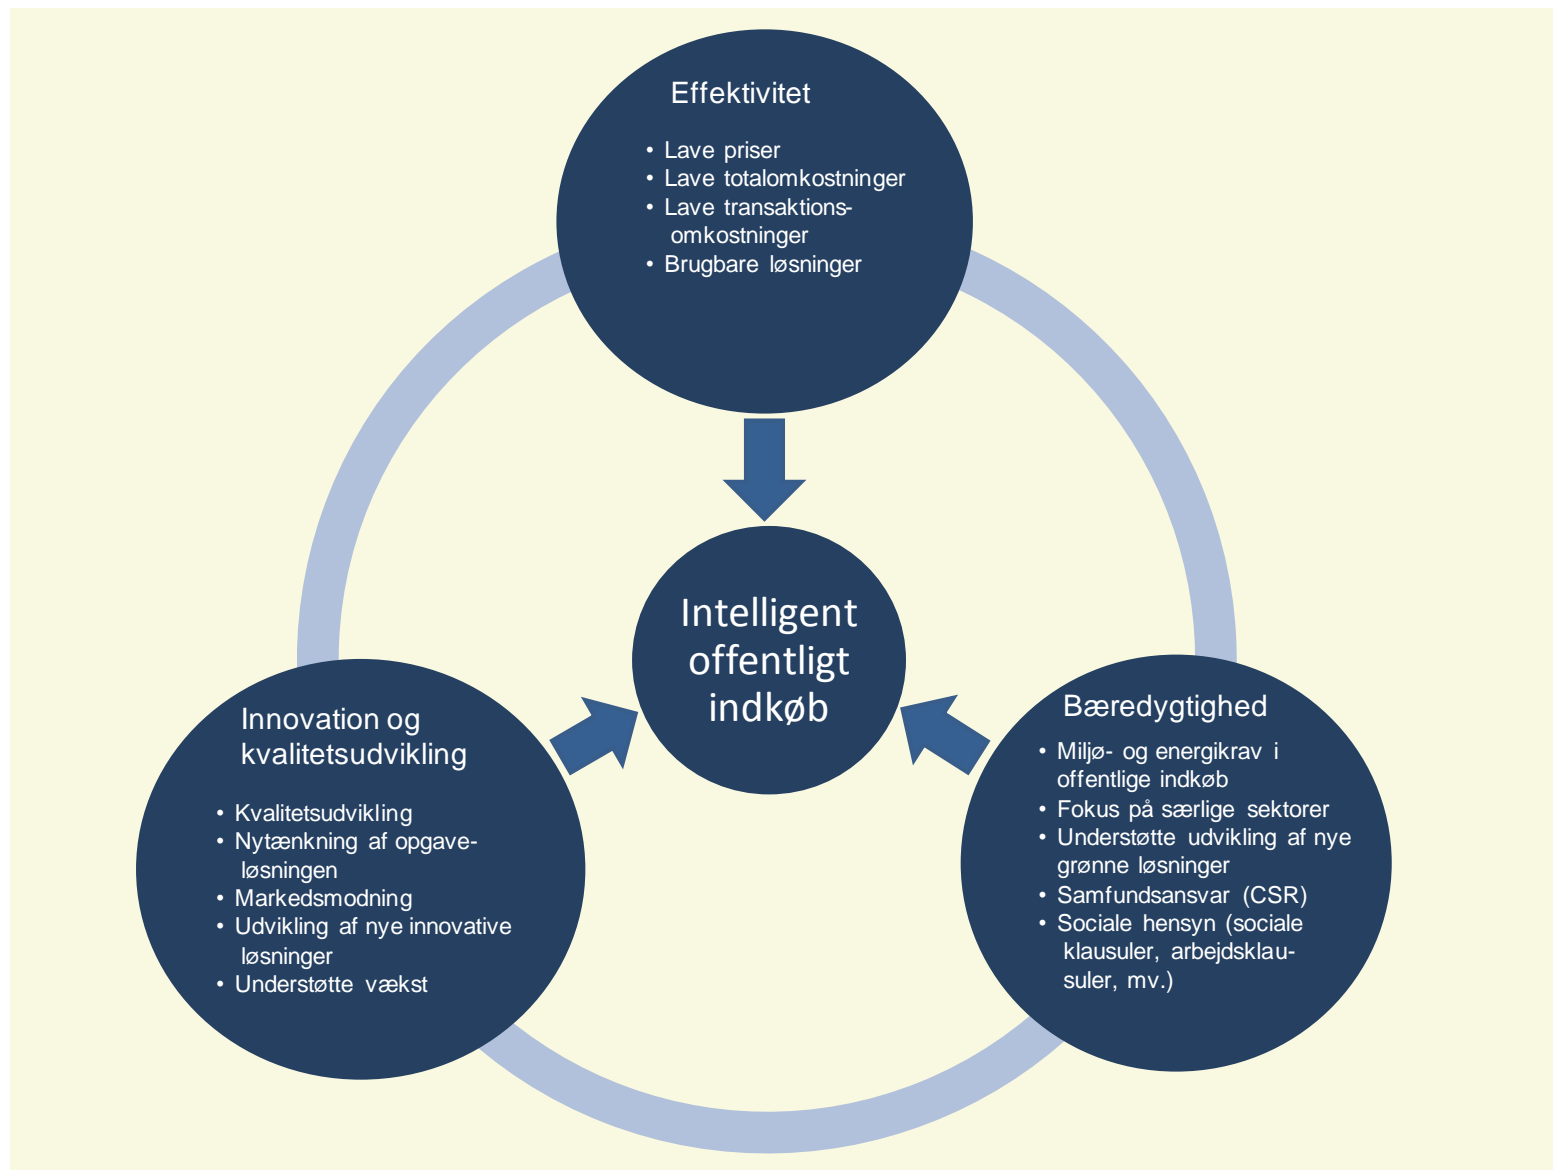 Effektivitet
• Lave priser
• Lave totalomkostninger
• Lave transaktions-
omkostninger
• Brugbare løsninger
Intelligent
offentligt
indkøb
Innovation og
kvalitetsudvikling
• Kvalitetsudvikling
• Nytænkning af opgave-
løsningen
• Markedsmodning
• Udvikling af nye innovative
løsninger
• Understøtte vækst
Bæredygtighed
• Miljø- og energikrav i
offentlige indkøb
• Fokus på særlige sektorer
• Understøtte udvikling af nye
grønne løsninger
• Samfundsansvar (CSR)
• Sociale hensyn (sociale
klausuler, arbejdsklau-
suler, mv.)